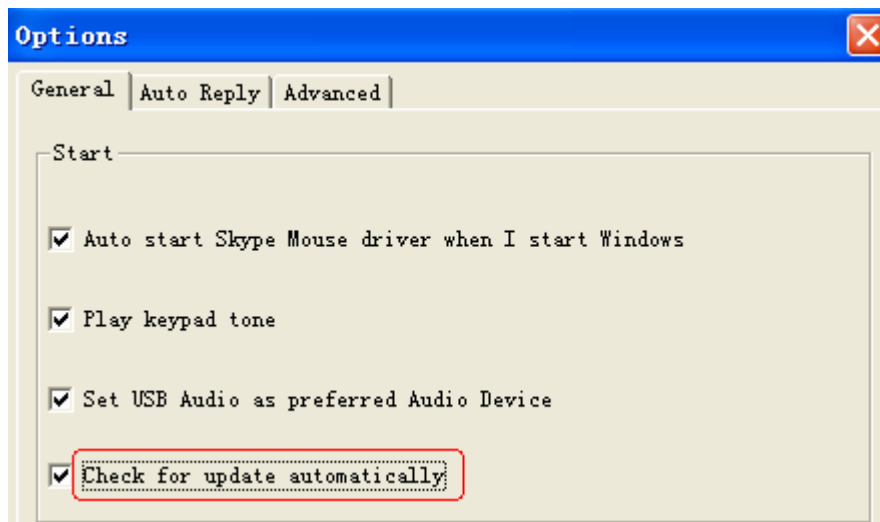 Options
General Auto Reply Advanced
Start
Auto start Skype Mouse driver when I start Windows
Play keypad tone
Set USB Audio as preferred Audio Device
Check for update automatically